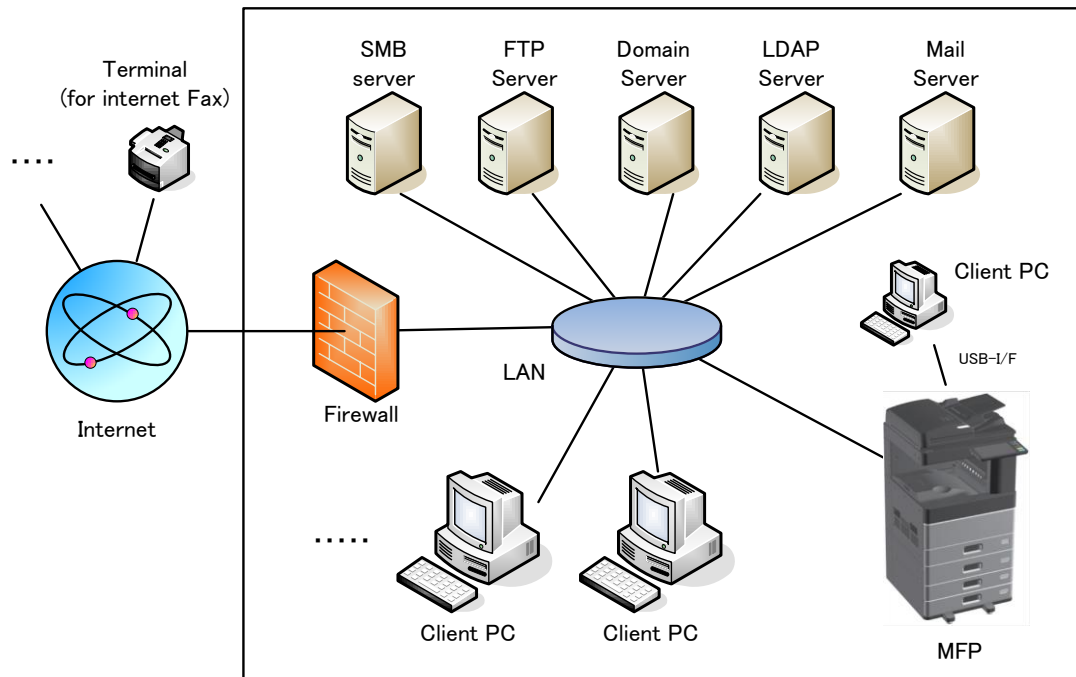 SMB
server
FTP
Server
Domain
Server
LDAP
Server
Mail
Server
Terminal
(for internet Fax)
....
Client PC
USB-I/F
LAN
Firewall
Internet
.....
Client PC
Client PC
MFP